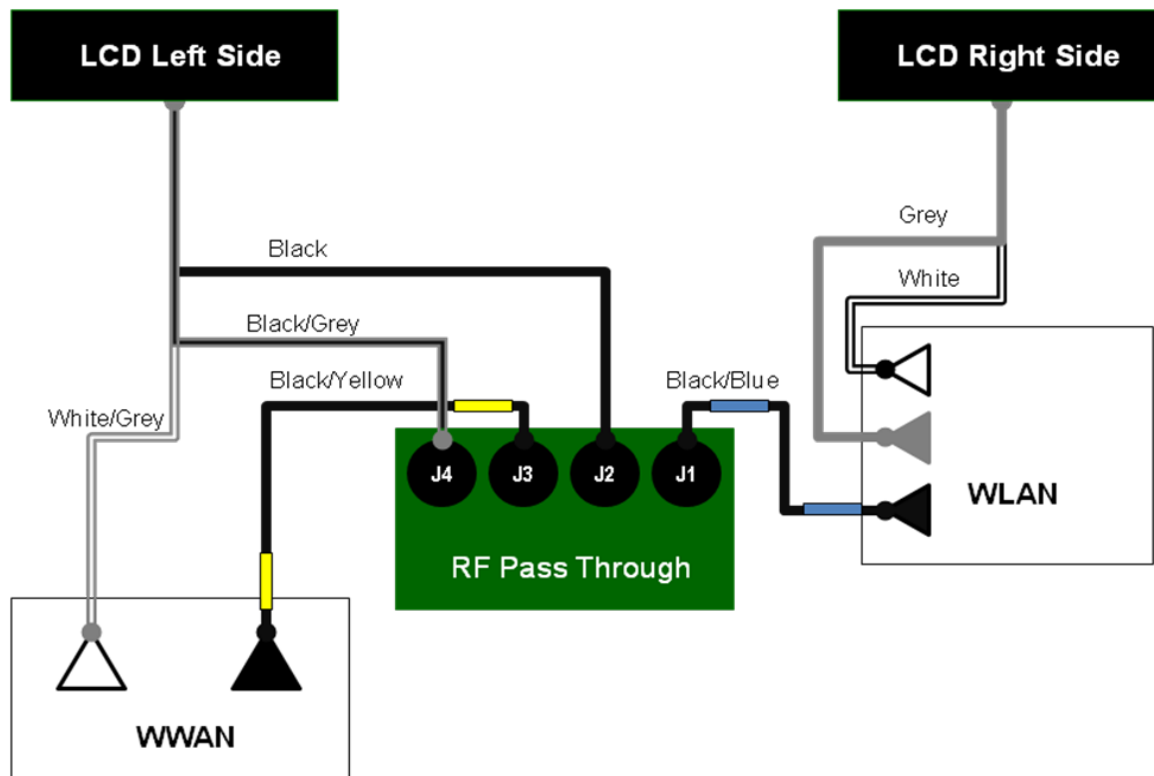 LCD Left Side
LCD Right Side
Grey
Black
White
Black/Grey
Black/Yellow
Black/Blue
White/Grey
J4 J3 J2 J1
WLAN
RF Pass Through
WWAN